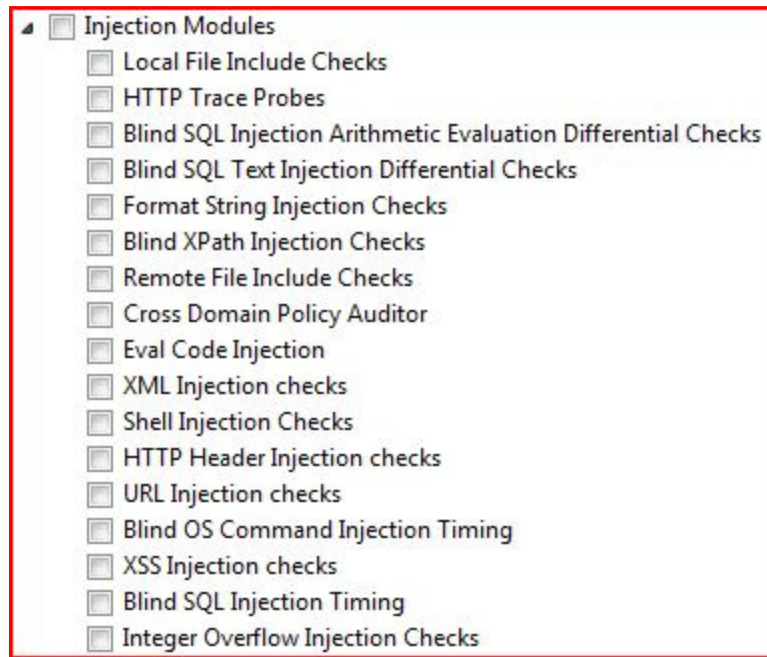 Injection Modules
Local File Include Checks
HTTP Trace Probes
Blind SQL Injection Arithmetic Evaluation Differential Checks
Blind SQL Text Injection Differential Checks
Format String Injection Checks
Blind XPath Injection Checks
Remote File Include Checks
Cross Domain Policy Auditor
Eval Code Injection
XML Injection checks
Shell Injection Checks
HTTP Header Injection checks
URL Injection checks
Blind OS Command Injection Timing
XSS Injection checks
Blind SQL Injection Timing
Integer Overflow Injection Checks